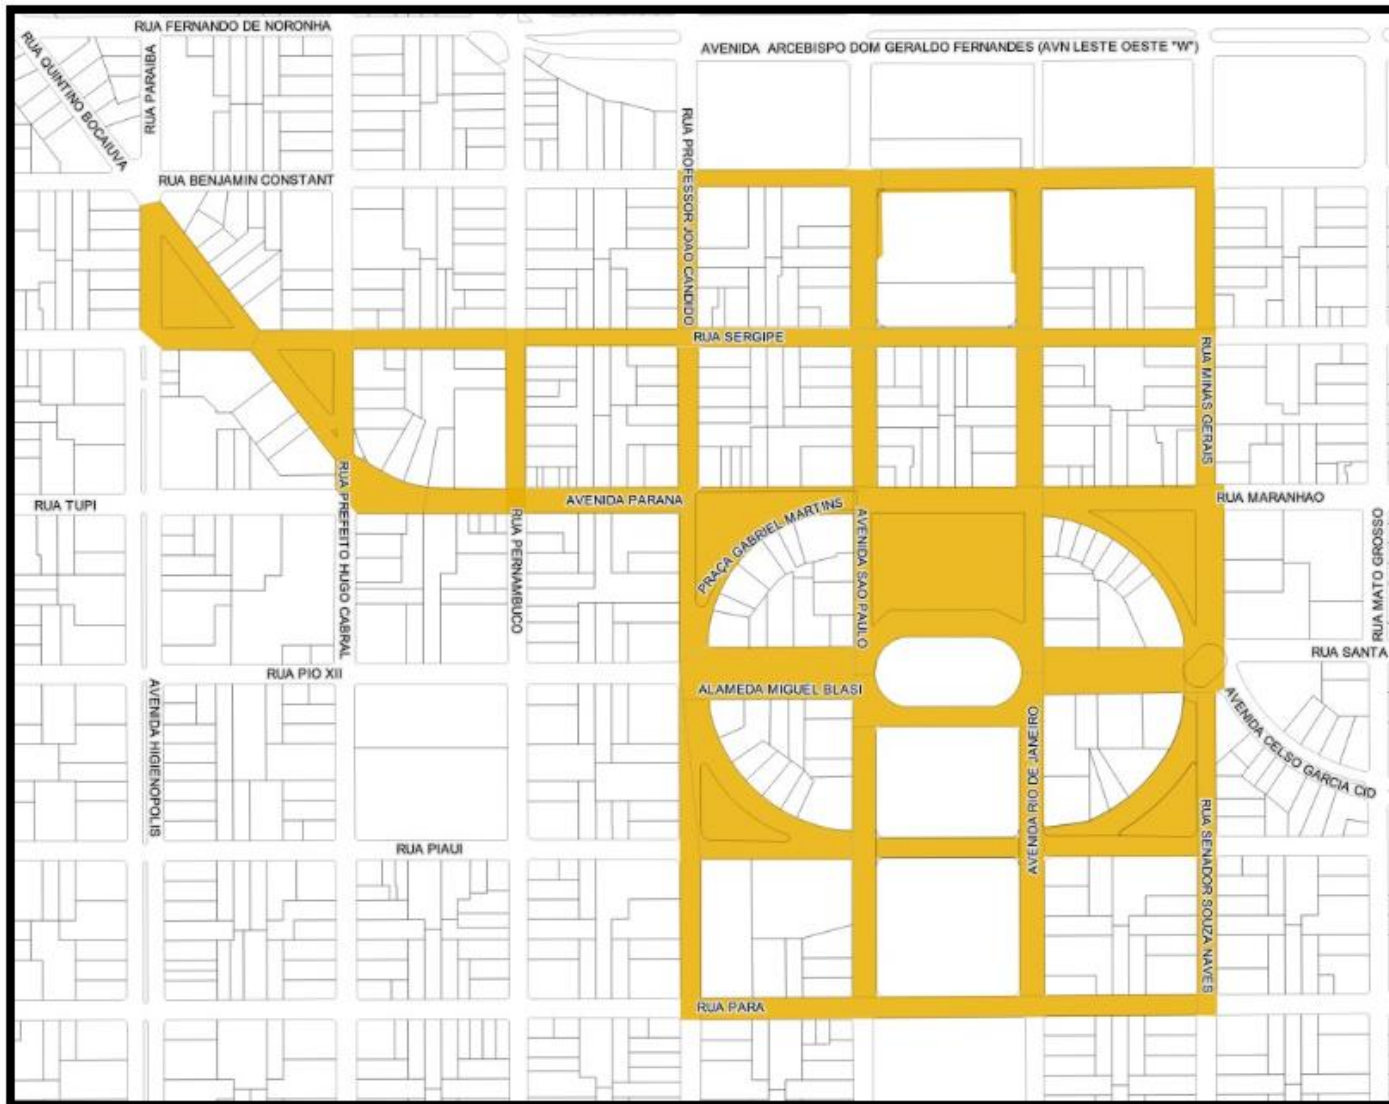 RUA FERNANDO DE NORONHA
AVENIDA ARCEBISPO DOM GERALDO FERNANDES (AVN LESTE OESTE "W")
RUA QUINTINO BOCAIUVA
RUA PARAIBA
RUA PROFESSOR JOAO CANDIDO
RUA BENJAMIN CONSTANT
RUA SERGIPE
RUA MINAS GERAIS
RUA TUPI
RUA PREFEITO HUGO CABRAL
AVENIDA PARANA
RUA MARANHAO
RUA PERNAMBUCO
PRAÇA GABRIEL MARTINS
AVENIDA SAO PAULO
RUA MATO GROSSO
RUA SANTA
RUA PIO XII
ALAMEDA MIGUEL BLASI
AVENIDA HIGIENOPOLIS
AVENIDA RIO DE JANEIRO
AVENIDA CELSO GARCIA CID
RUA SENADOR SOUZA NAVES
RUA PIAUI
RUA PARA